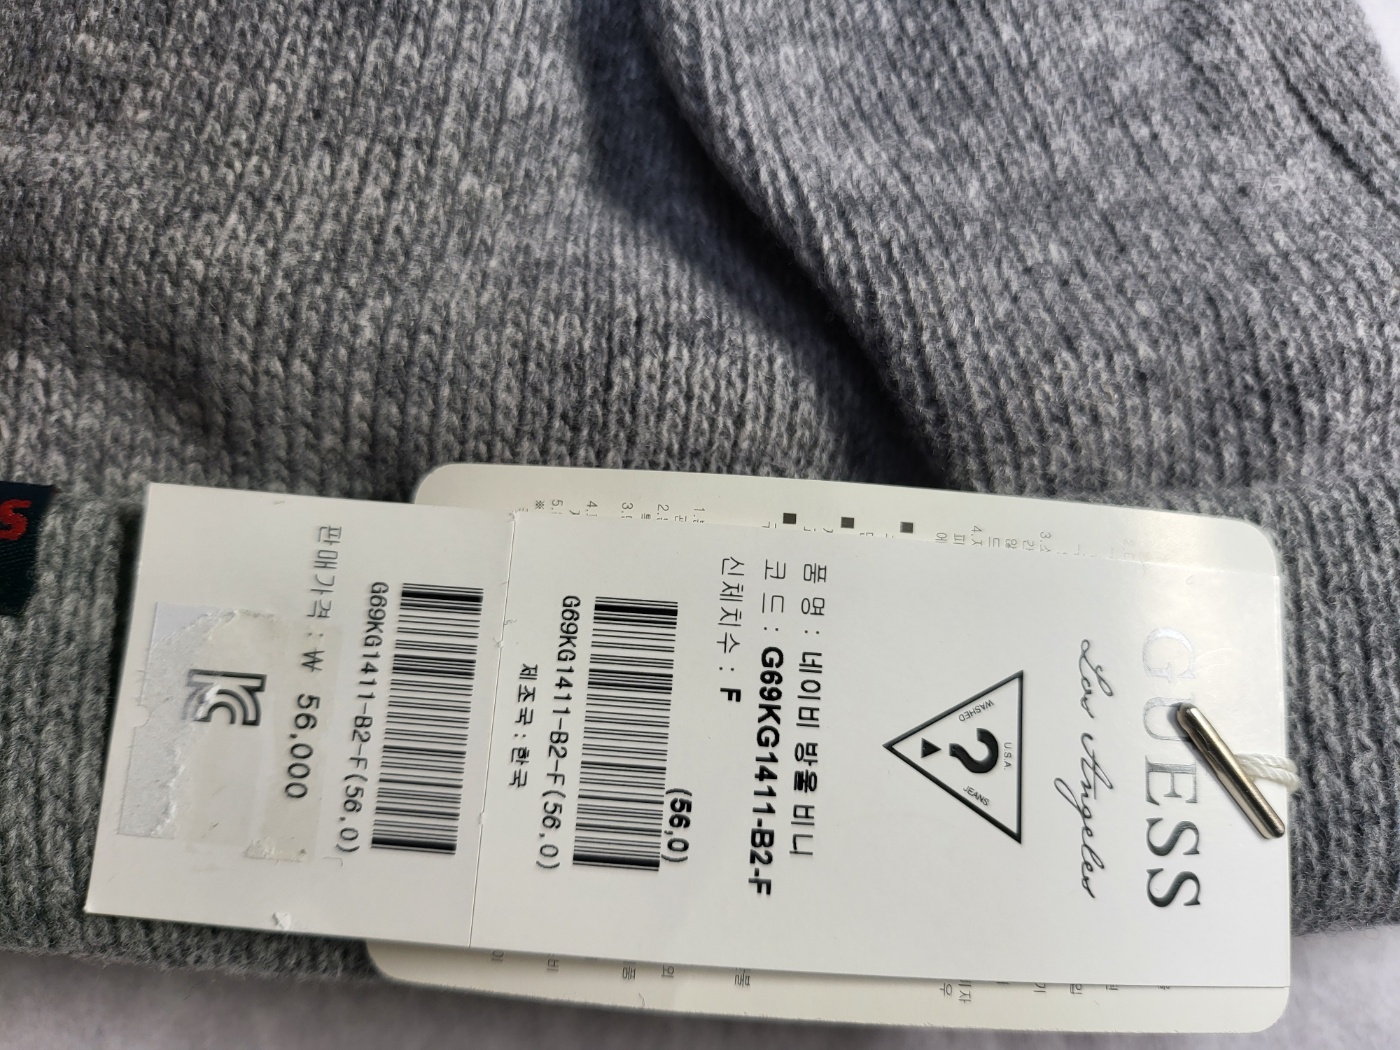 GUESS
Los Angeles
U.S.A.
?
WASHED
JEANS
품 명 : 네이비 방울 비니
코 드 : G69KG1411-B2-F
신체치수 : F
(56,0)
G69KG1411-B2-F(56,0)
제조국 : 한국
G69KG1411-B2-F(56,0)
판매가격 : ₩ 56,000
S